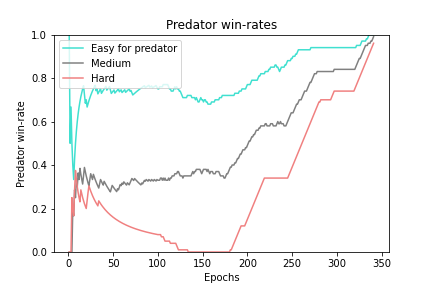 Predator win-rates
Easy for predator
Medium
Hard
Predator win-rate
1.0
0.8
0.6
0.4
0.2
0.0
0 50 100 150 200 250 300 350
Epochs